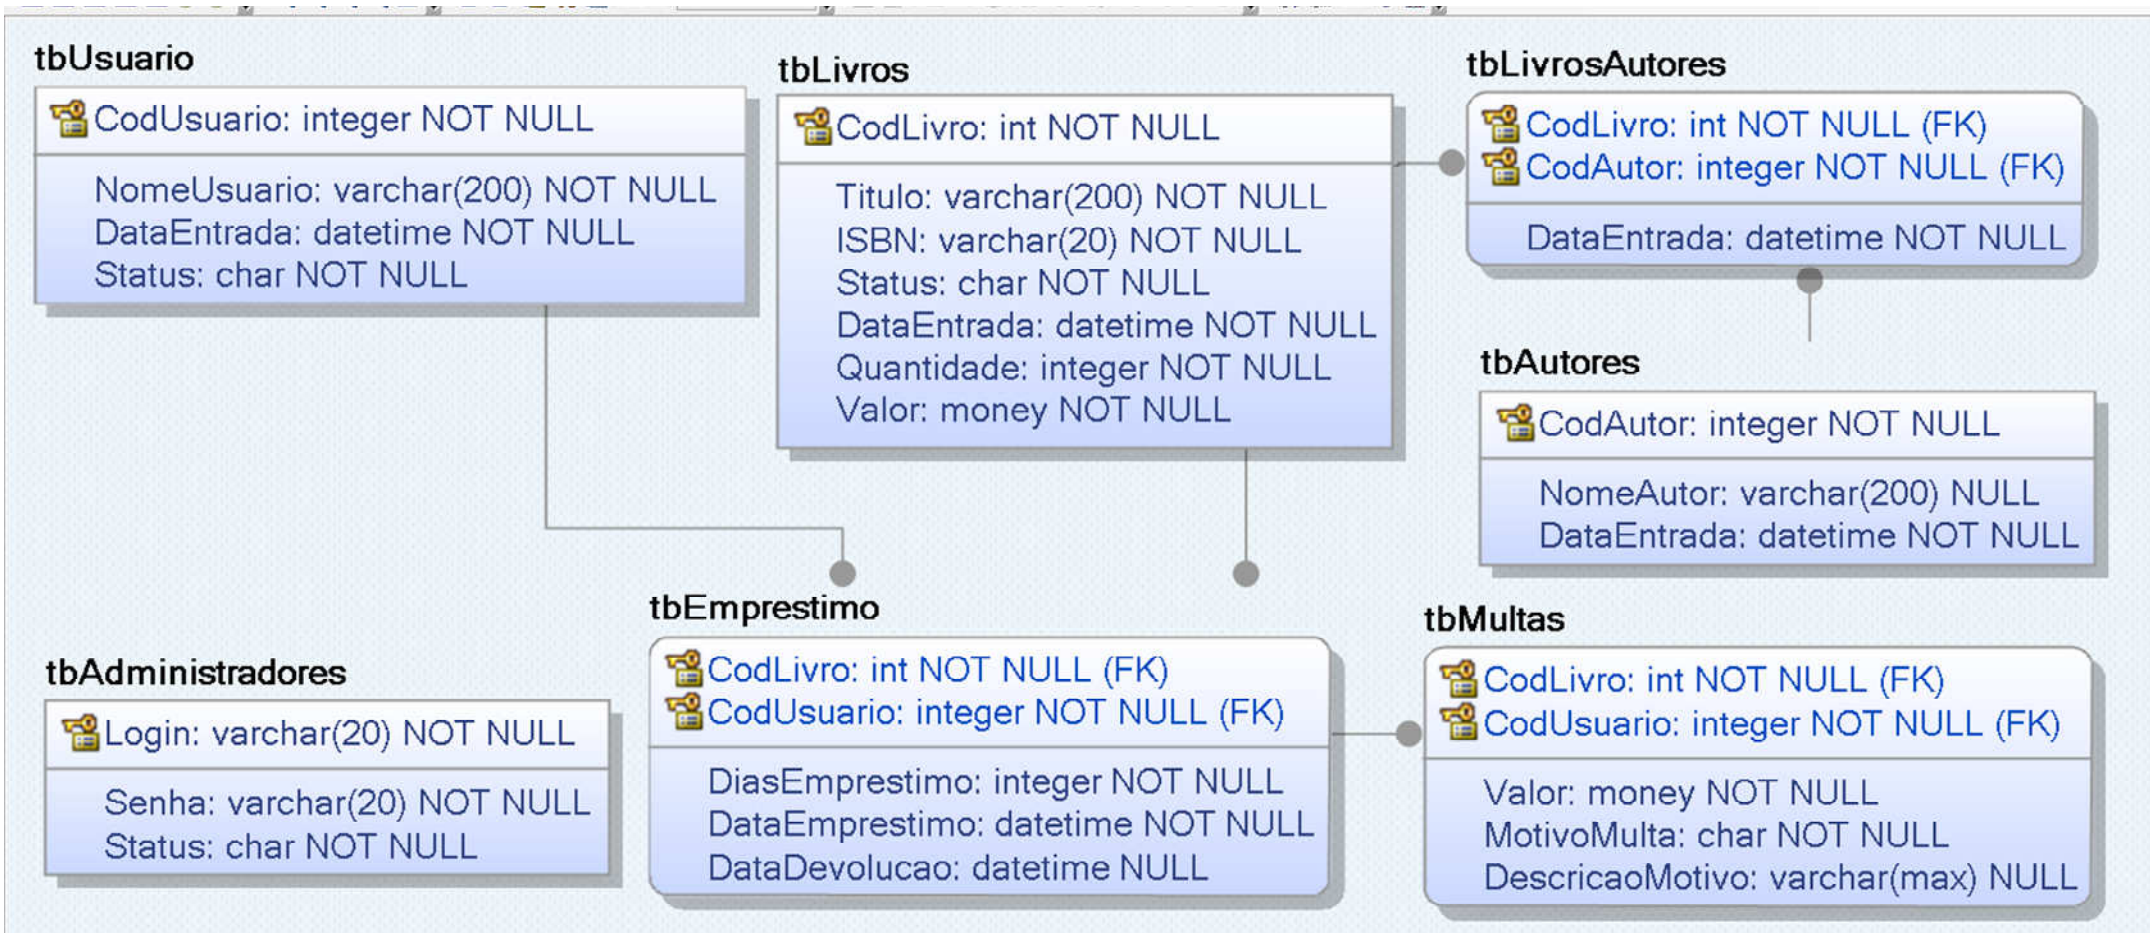 tbUsuario
CodUsuario: integer NOT NULL
NomeUsuario: varchar(200) NOT NULL
DataEntrada: datetime NOT NULL
Status: char NOT NULL
tbLivros
CodLivro: int NOT NULL
Titulo: varchar(200) NOT NULL
ISBN: varchar(20) NOT NULL
Status: char NOT NULL
DataEntrada: datetime NOT NULL
Quantidade: integer NOT NULL
Valor: money NOT NULL
tbLivrosAutores
CodLivro: int NOT NULL (FK)
CodAutor: integer NOT NULL (FK)
DataEntrada: datetime NOT NULL
tbAutores
CodAutor: integer NOT NULL
NomeAutor: varchar(200) NULL
DataEntrada: datetime NOT NULL
tbAdministradores
Login: varchar(20) NOT NULL
Senha: varchar(20) NOT NULL
Status: char NOT NULL
tbEmprestimo
CodLivro: int NOT NULL (FK)
CodUsuario: integer NOT NULL (FK)
DiasEmprestimo: integer NOT NULL
DataEmprestimo: datetime NOT NULL
DataDevolucao: datetime NULL
tbMultas
CodLivro: int NOT NULL (FK)
CodUsuario: integer NOT NULL (FK)
Valor: money NOT NULL
MotivoMulta: char NOT NULL
DescricaoMotivo: varchar(max) NULL